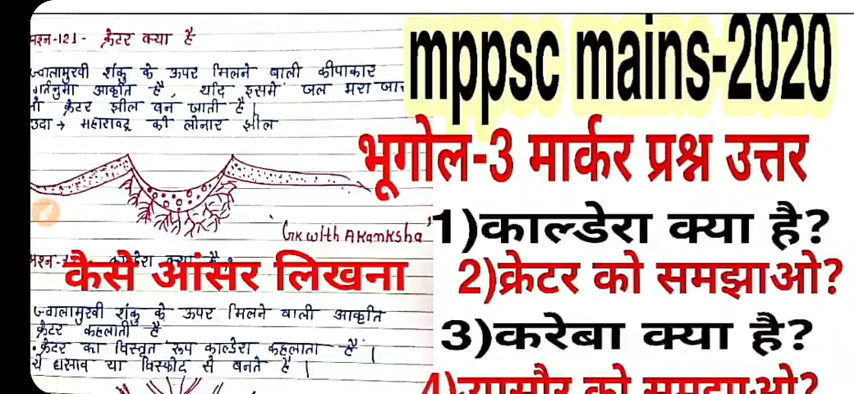 प्रश्न-121- क्रेटर क्या है
ज्वालामुखी शंकु के ऊपर मिलने वाली कीपाकार
गर्तनुमा आकृति है, यदि इसमें जल भरा जा
तो क्रेटर झील बन जाती है।
उदा → महाराष्ट्र की लोनार झील
Gk with Akanksha
कैसे आंसर लिखना
ज्वालामुखी शंकु के ऊपर मिलने वाली आकृति
क्रेटर कहलाती है
• क्रेटर का विस्तृत रूप काल्डेरा कहलाता है।
ये धसाव या विस्फोट से बनते है।
mppsc mains-2020
भूगोल-3 मार्कर प्रश्न उत्तर
1)काल्डेरा क्या है?
2)क्रेटर को समझाओ?
3)करेबा क्या है?